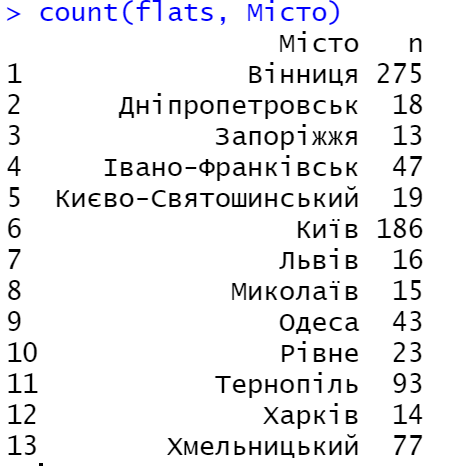 > count(flats, Місто)
Місто n
1 Вінниця 275
2 Дніпропетровськ 18
3 Запоріжжя 13
4 Івано-Франківськ 47
5 Києво-Святошинський 19
6 Київ 186
7 Львів 16
8 Миколаїв 15
9 Одеса 43
10 Рівне 23
11 Тернопіль 93
12 Харків 14
13 Хмельницький 77